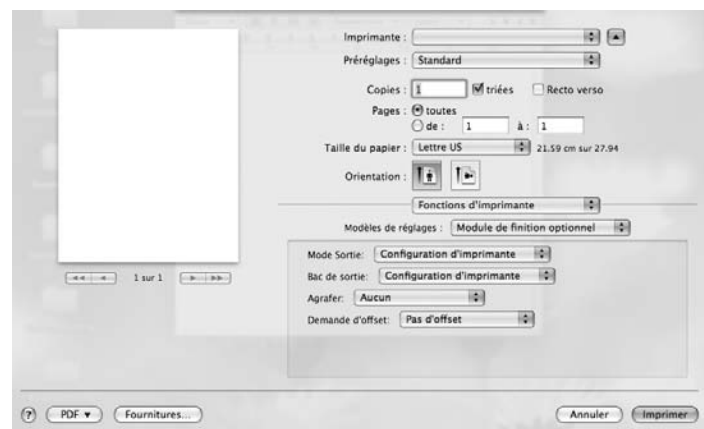 Imprimante :
Préréglages : Standard
Copies : 1 triées Recto verso
Pages : toutes
de : 1 à : 1
Taille du papier : Lettre US 21.59 cm sur 27.94
Orientation :
Fonctions d'imprimante
Modèles de réglages : Module de finition optionnel
Mode Sortie: Configuration d'imprimante
Bac de sortie: Configuration d'imprimante
Agrafer: Aucun
Demande d'offset: Pas d'offset
1 sur 1
? PDF ▼ Fournitures... Annuler Imprimer